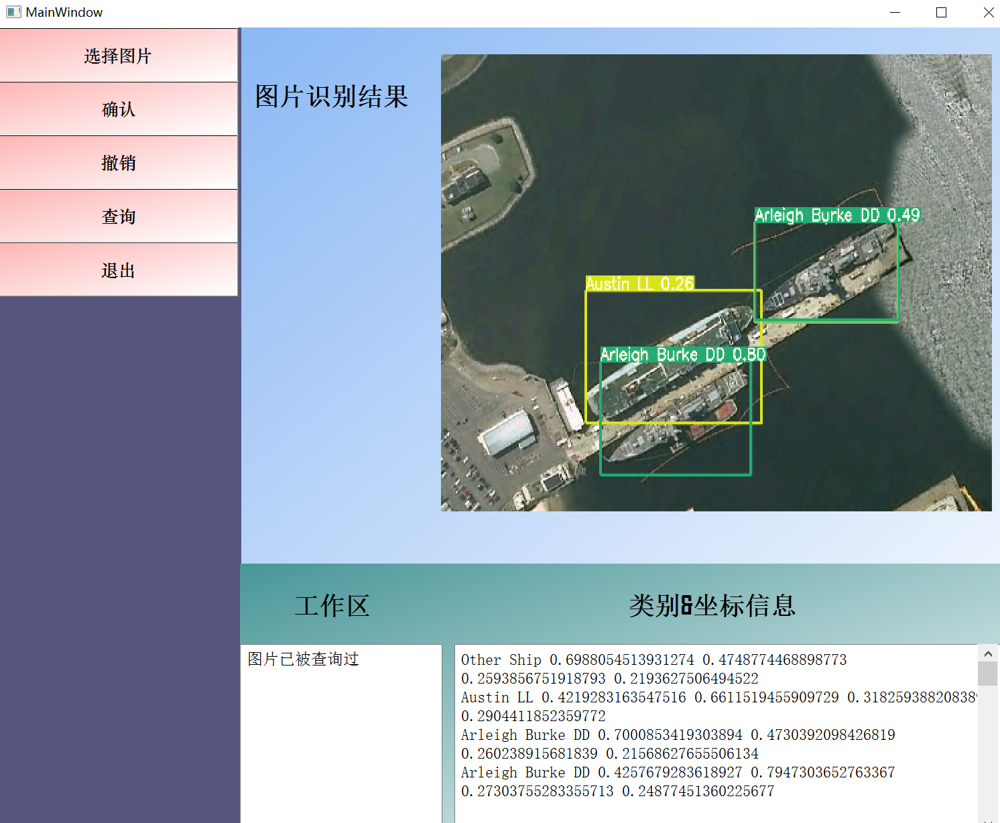 MainWindow
选择图片
确认
撤销
查询
退出
图片识别结果
Arleigh Burke DD 0.49
Austin LL 0.26
Arleigh Burke DD 0.80
工作区
类别&坐标信息
图片已被查询过
Other Ship 0.6988054513931274 0.4748774468898773
0.2593856751918793 0.2193627506494522
Austin LL 0.4219283163547516 0.6611519455909729 0.3182593882083893
0.2904411852359772
Arleigh Burke DD 0.7000853419303894 0.4730392098426819
0.260238915681839 0.21568627655506134
Arleigh Burke DD 0.4257679283618927 0.7947303652763367
0.27303755283355713 0.24877451360225677